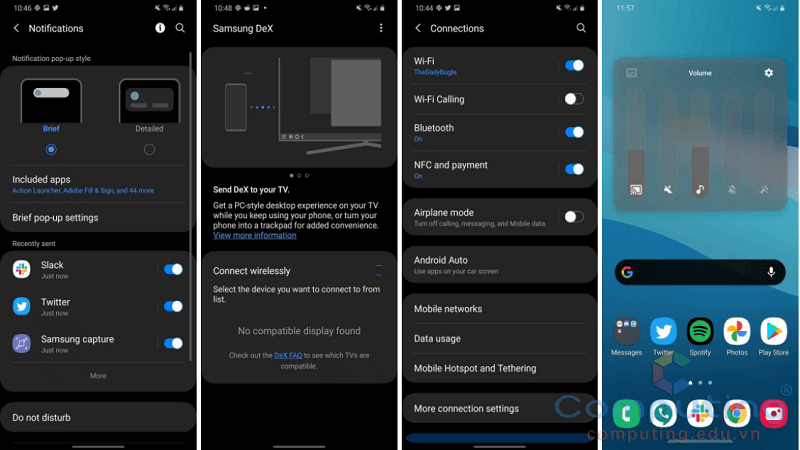 10:46
Notifications
Notification pop-up style
Brief
Detailed
Included apps
Action Launcher, Adobe Fill & Sign, and 44 more
Brief pop-up settings
Recently sent
Slack
Just now
Twitter
Just now
Samsung capture
Just now
More
Do not disturb
10:48
Samsung DeX
Send DeX to your TV.
Get a PC-style desktop experience on your TV
while you keep using your phone, or turn your
phone into a trackpad for added convenience.
View more information
Connect wirelessly
Select the device you want to connect to from
list.
No compatible display found
Check out the DeX FAQ to see which TVs are
compatible.
10:44
Connections
Wi-Fi
TheDailyBugle
Wi-Fi Calling
Bluetooth
On
NFC and payment
On
Airplane mode
Turn off calling, messaging, and Mobile data.
Android Auto
Use apps on your car screen
Mobile networks
Data usage
Mobile Hotspot and Tethering
More connection settings
11:57
Volume
Messages
Twitter
Spotify
Photos
Play Store
Computing ®
computing.edu.vn